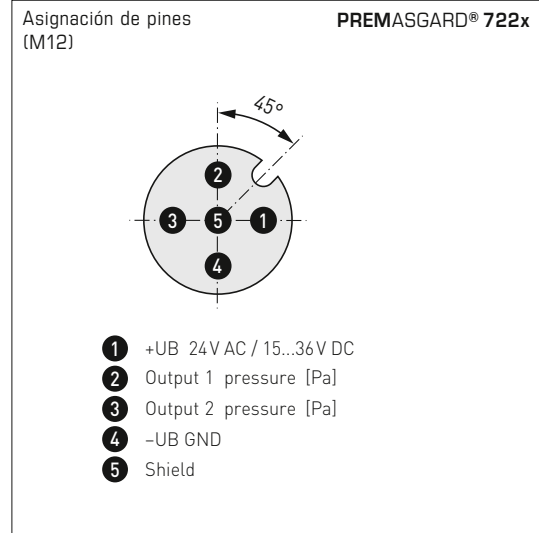 Asignación de pines
(M12)
PREMASGARD® 722x
45°
2
3 5 1
4
1 +UB 24 V AC / 15...36 V DC
2 Output 1 pressure [Pa]
3 Output 2 pressure [Pa]
4 –UB GND
5 Shield